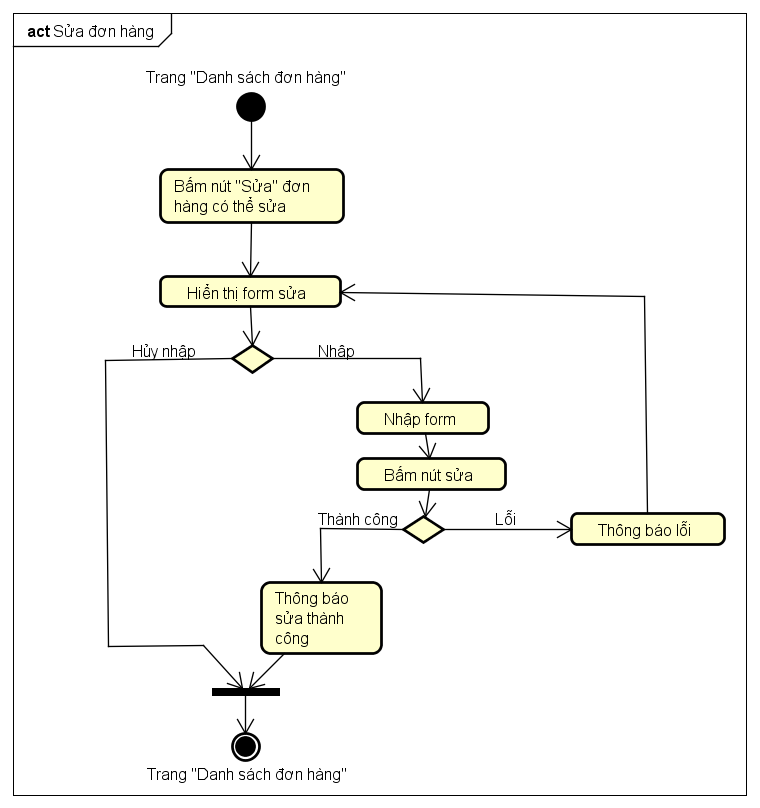 act Sửa đơn hàng
Trang "Danh sách đơn hàng"
Bấm nút "Sửa" đơn
hàng có thể sửa
Hiển thị form sửa
Hủy nhập
Nhập
Nhập form
Bấm nút sửa
Thành công
Lỗi
Thông báo lỗi
Thông báo
sửa thành
công
Trang "Danh sách đơn hàng"